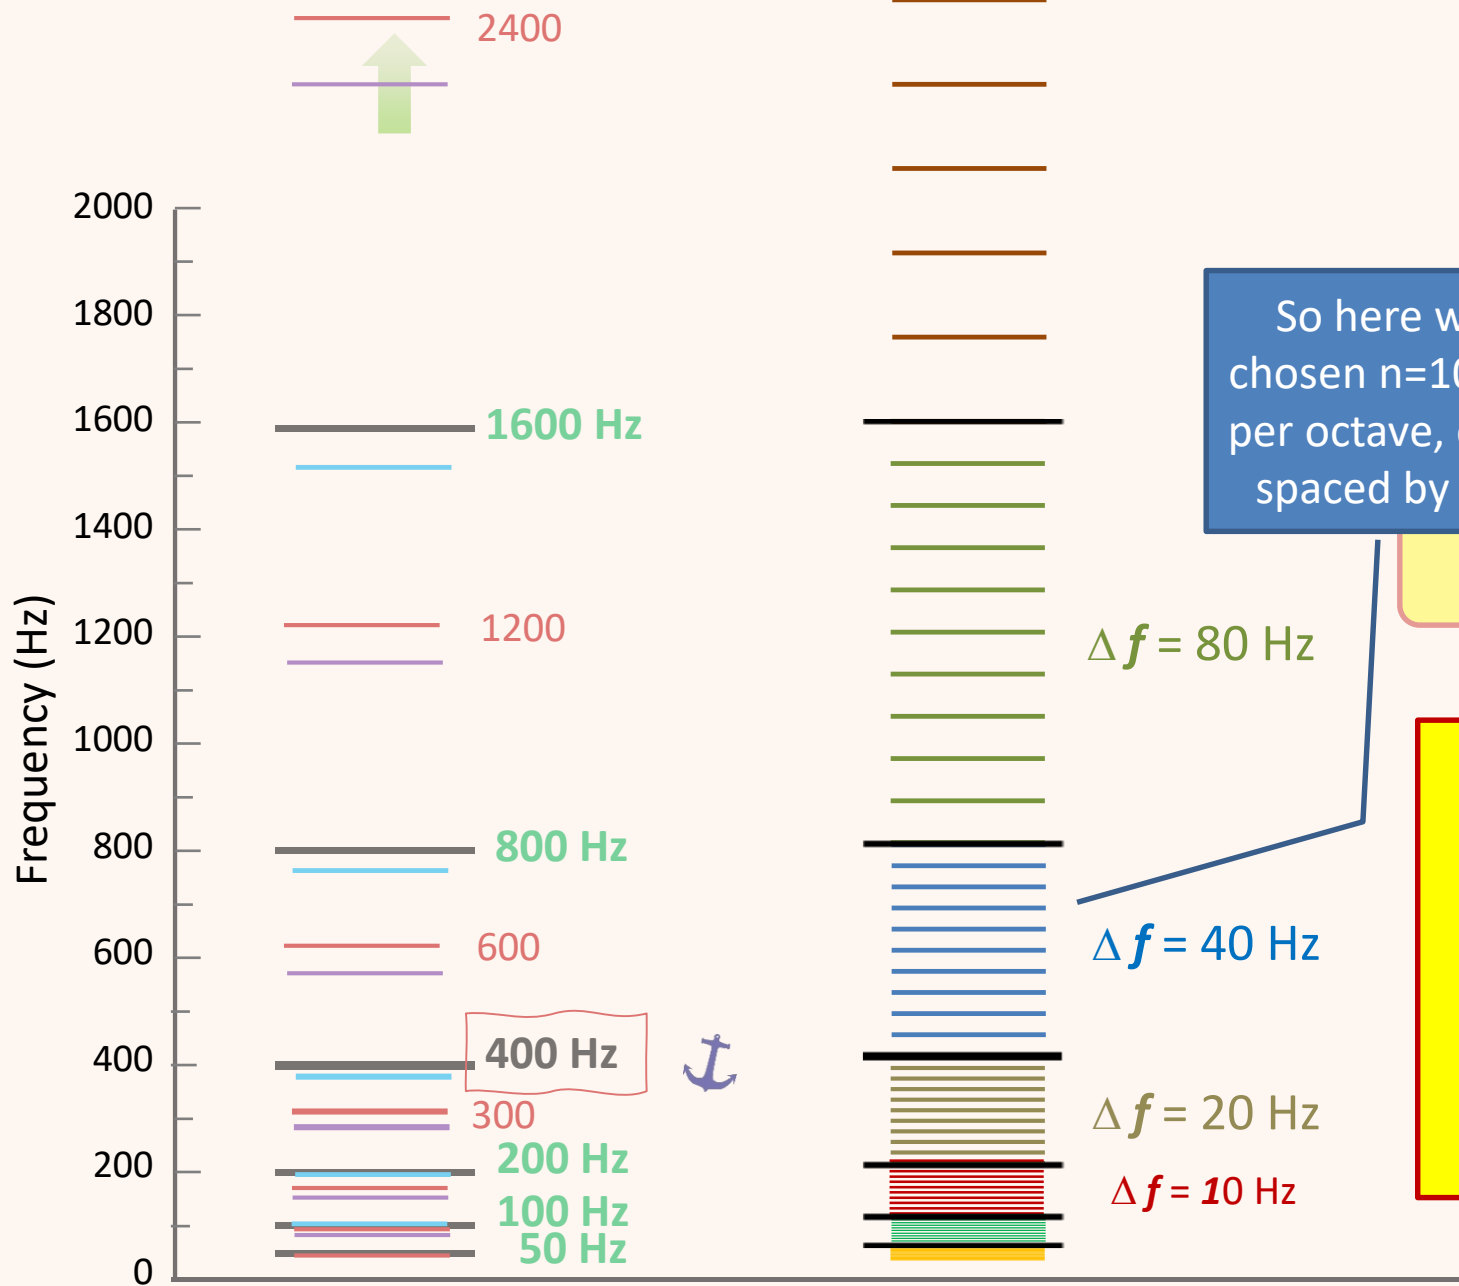 2400
2000
1800
1600
1400
1200
1000
800
600
400
200
0
Frequency (Hz)
1600 Hz
1200
800 Hz
600
400 Hz
300
200 Hz
100 Hz
50 Hz
So here
chosen
per octave,
spaced by
Δ f = 80 Hz
Δ f = 40 Hz
Δ f = 20 Hz
Δ f = 10 Hz